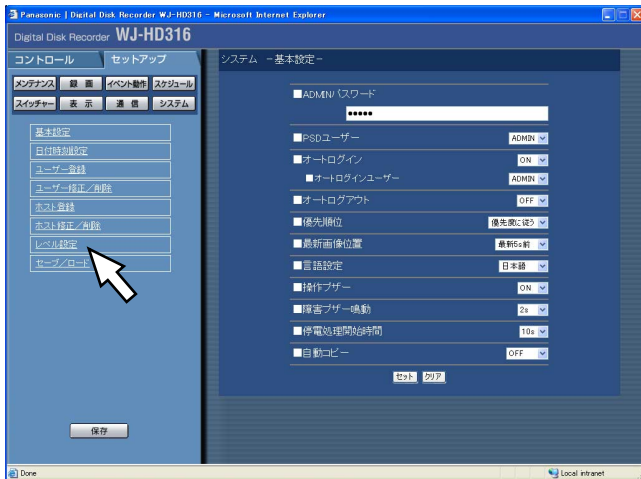 Panasonic | Digital Disk Recorder WJ-HD316 - Microsoft Internet Explorer
Digital Disk Recorder WJ-HD316
コントロール セットアップ
メンテナンス 録画 イベント動作 スケジュール
スイッチャー 表示 通信 システム
基本設定
日付時刻設定
ユーザー登録
ユーザー修正／削除
ホスト登録
ホスト修正／削除
レベル設定
セーブ／ロード
保存
システム －基本設定－
■ADMINパスワード
●●●●●
■PSDユーザー ADMIN
■オートログイン ON
■オートログインユーザー ADMIN
■オートログアウト OFF
■優先順位 優先度に従う
■最新画像位置 最新5s前
■言語設定 日本語
■操作ブザー ON
■障害ブザー鳴動 2s
■停電処理開始時間 10s
■自動コピー OFF
セット クリア
Done Local intranet